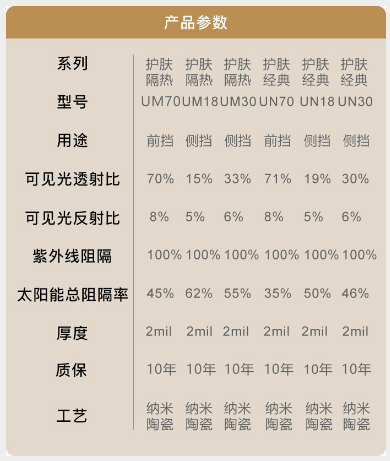 产品参数
系列 护肤 护肤 护肤 护肤 护肤 护肤
隔热 隔热 隔热 经典 经典 经典
型号 UM70 UM18 UM30 UN70 UN18 UN30
用途 前挡 侧挡 侧挡 前挡 侧挡 侧挡
可见光透射比 70% 15% 33% 71% 19% 30%
可见光反射比 8% 5% 6% 8% 5% 6%
紫外线阻隔 100% 100% 100% 100% 100% 100%
太阳能总阻隔率 45% 62% 55% 35% 50% 46%
厚度 2mil 2mil 2mil 2mil 2mil 2mil
质保 10年 10年 10年 10年 10年 10年
工艺 纳米 纳米 纳米 纳米 纳米 纳米
陶瓷 陶瓷 陶瓷 陶瓷 陶瓷 陶瓷